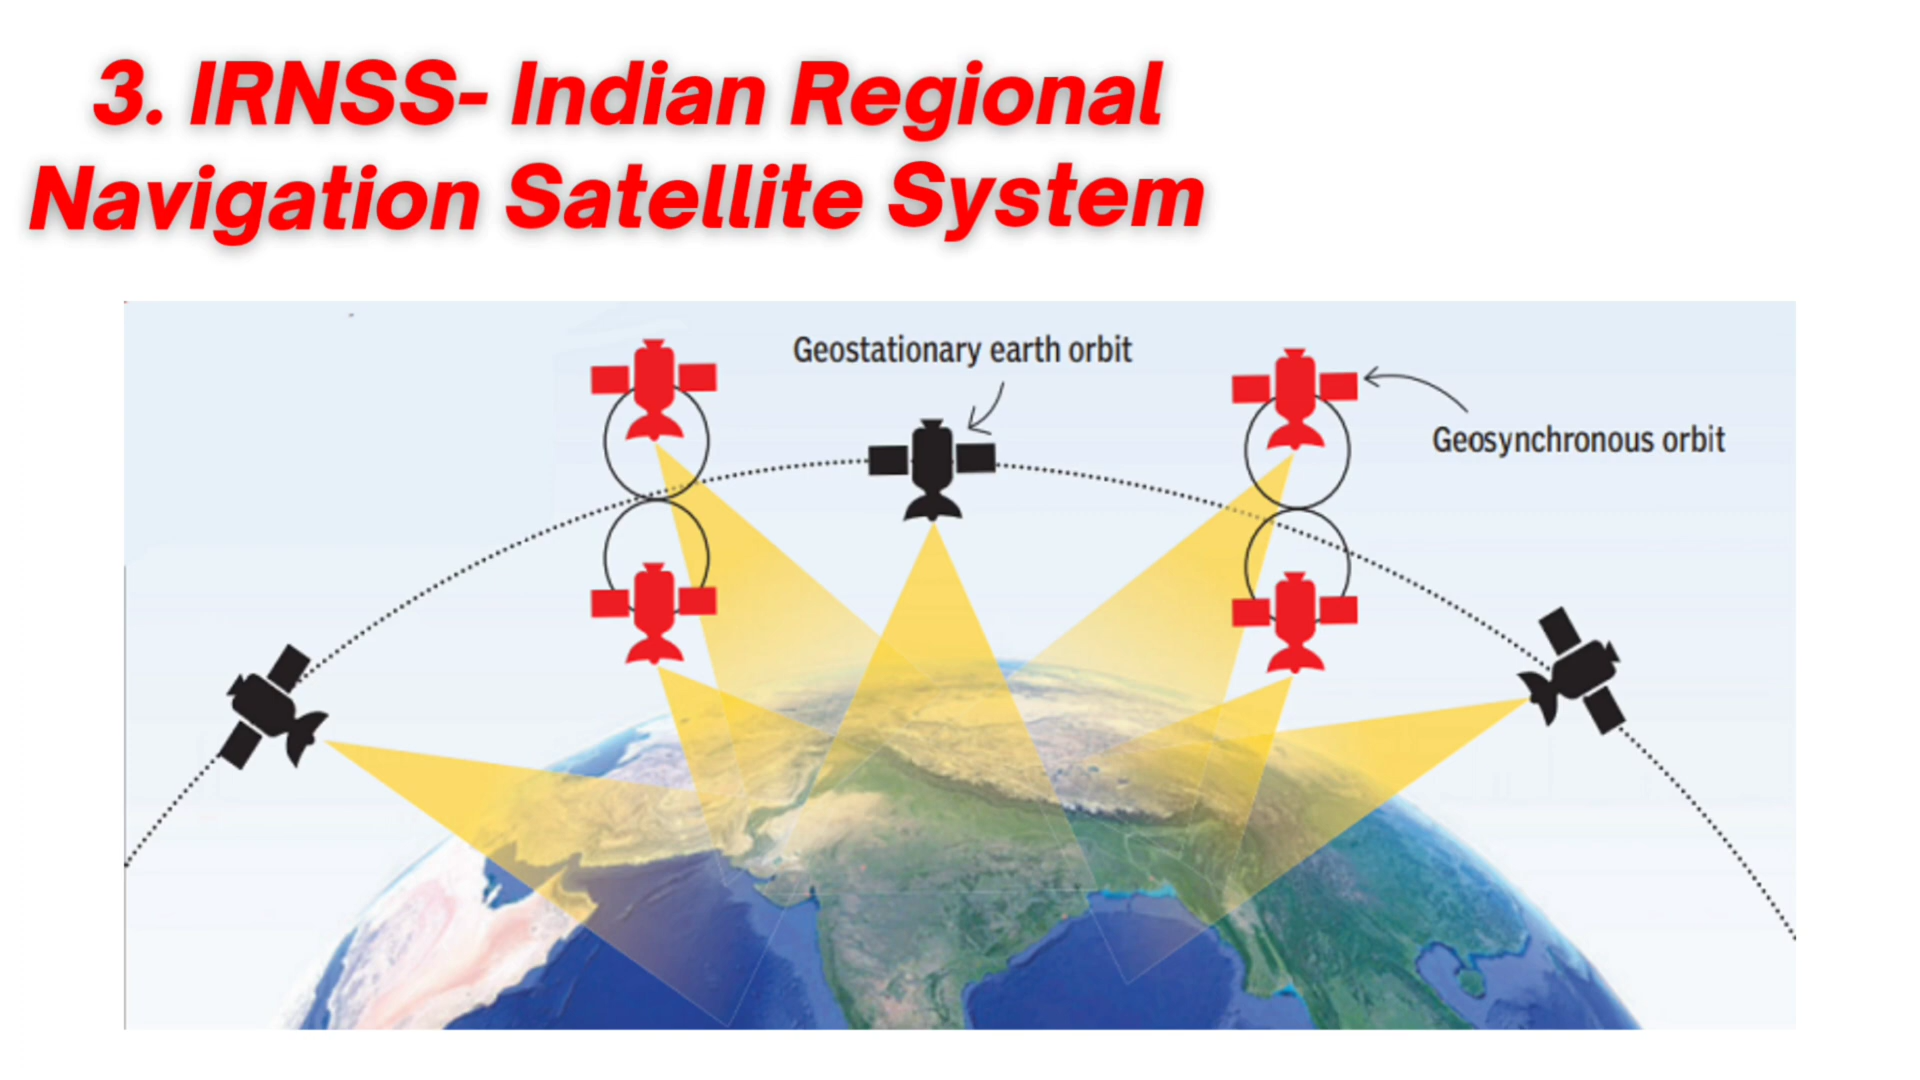 3. IRNSS- Indian Regional
Navigation Satellite System
Geostationary earth orbit
Geosynchronous orbit